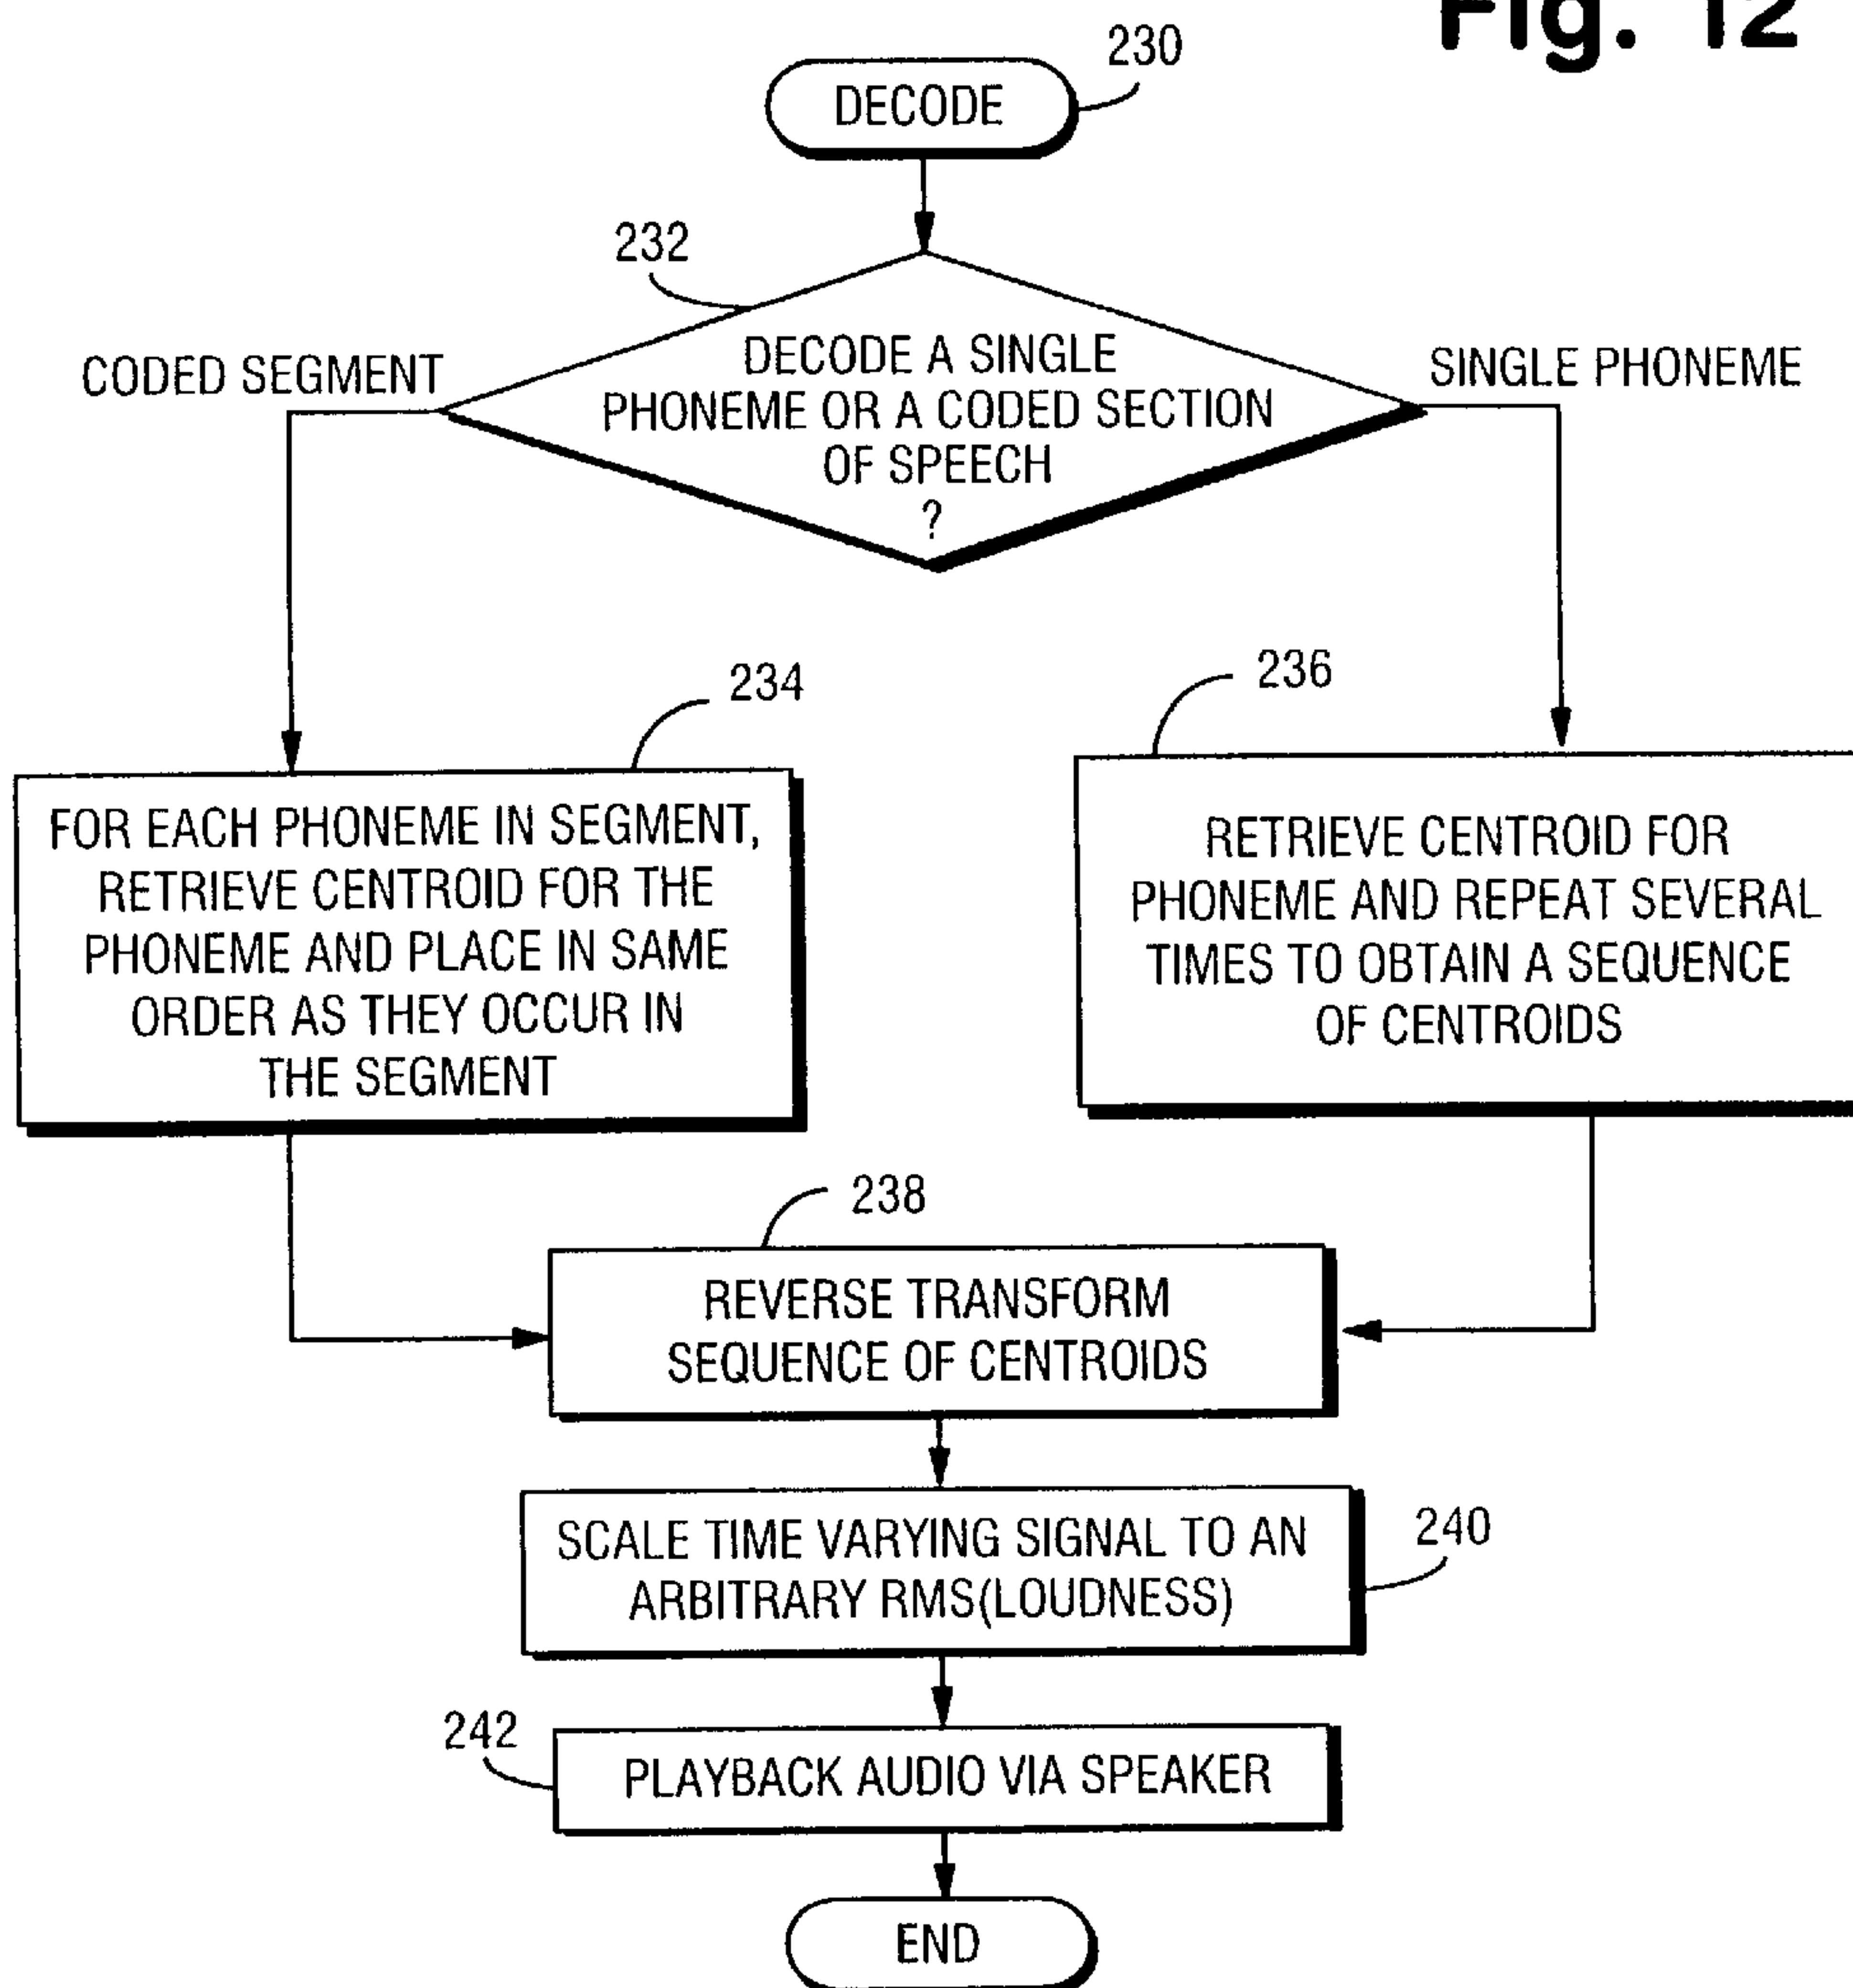 Fig. 12
230
DECODE
232
CODED SEGMENT
DECODE A SINGLE
PHONEME OR A CODED SECTION
OF SPEECH
?
SINGLE PHONEME
234
FOR EACH PHONEME IN SEGMENT,
RETRIEVE CENTROID FOR THE
PHONEME AND PLACE IN SAME
ORDER AS THEY OCCUR IN
THE SEGMENT
236
RETRIEVE CENTROID FOR
PHONEME AND REPEAT SEVERAL
TIMES TO OBTAIN A SEQUENCE
OF CENTROIDS
238
REVERSE TRANSFORM
SEQUENCE OF CENTROIDS
SCALE TIME VARYING SIGNAL TO AN
ARBITRARY RMS(LOUDNESS)
240
242
PLAYBACK AUDIO VIA SPEAKER
END